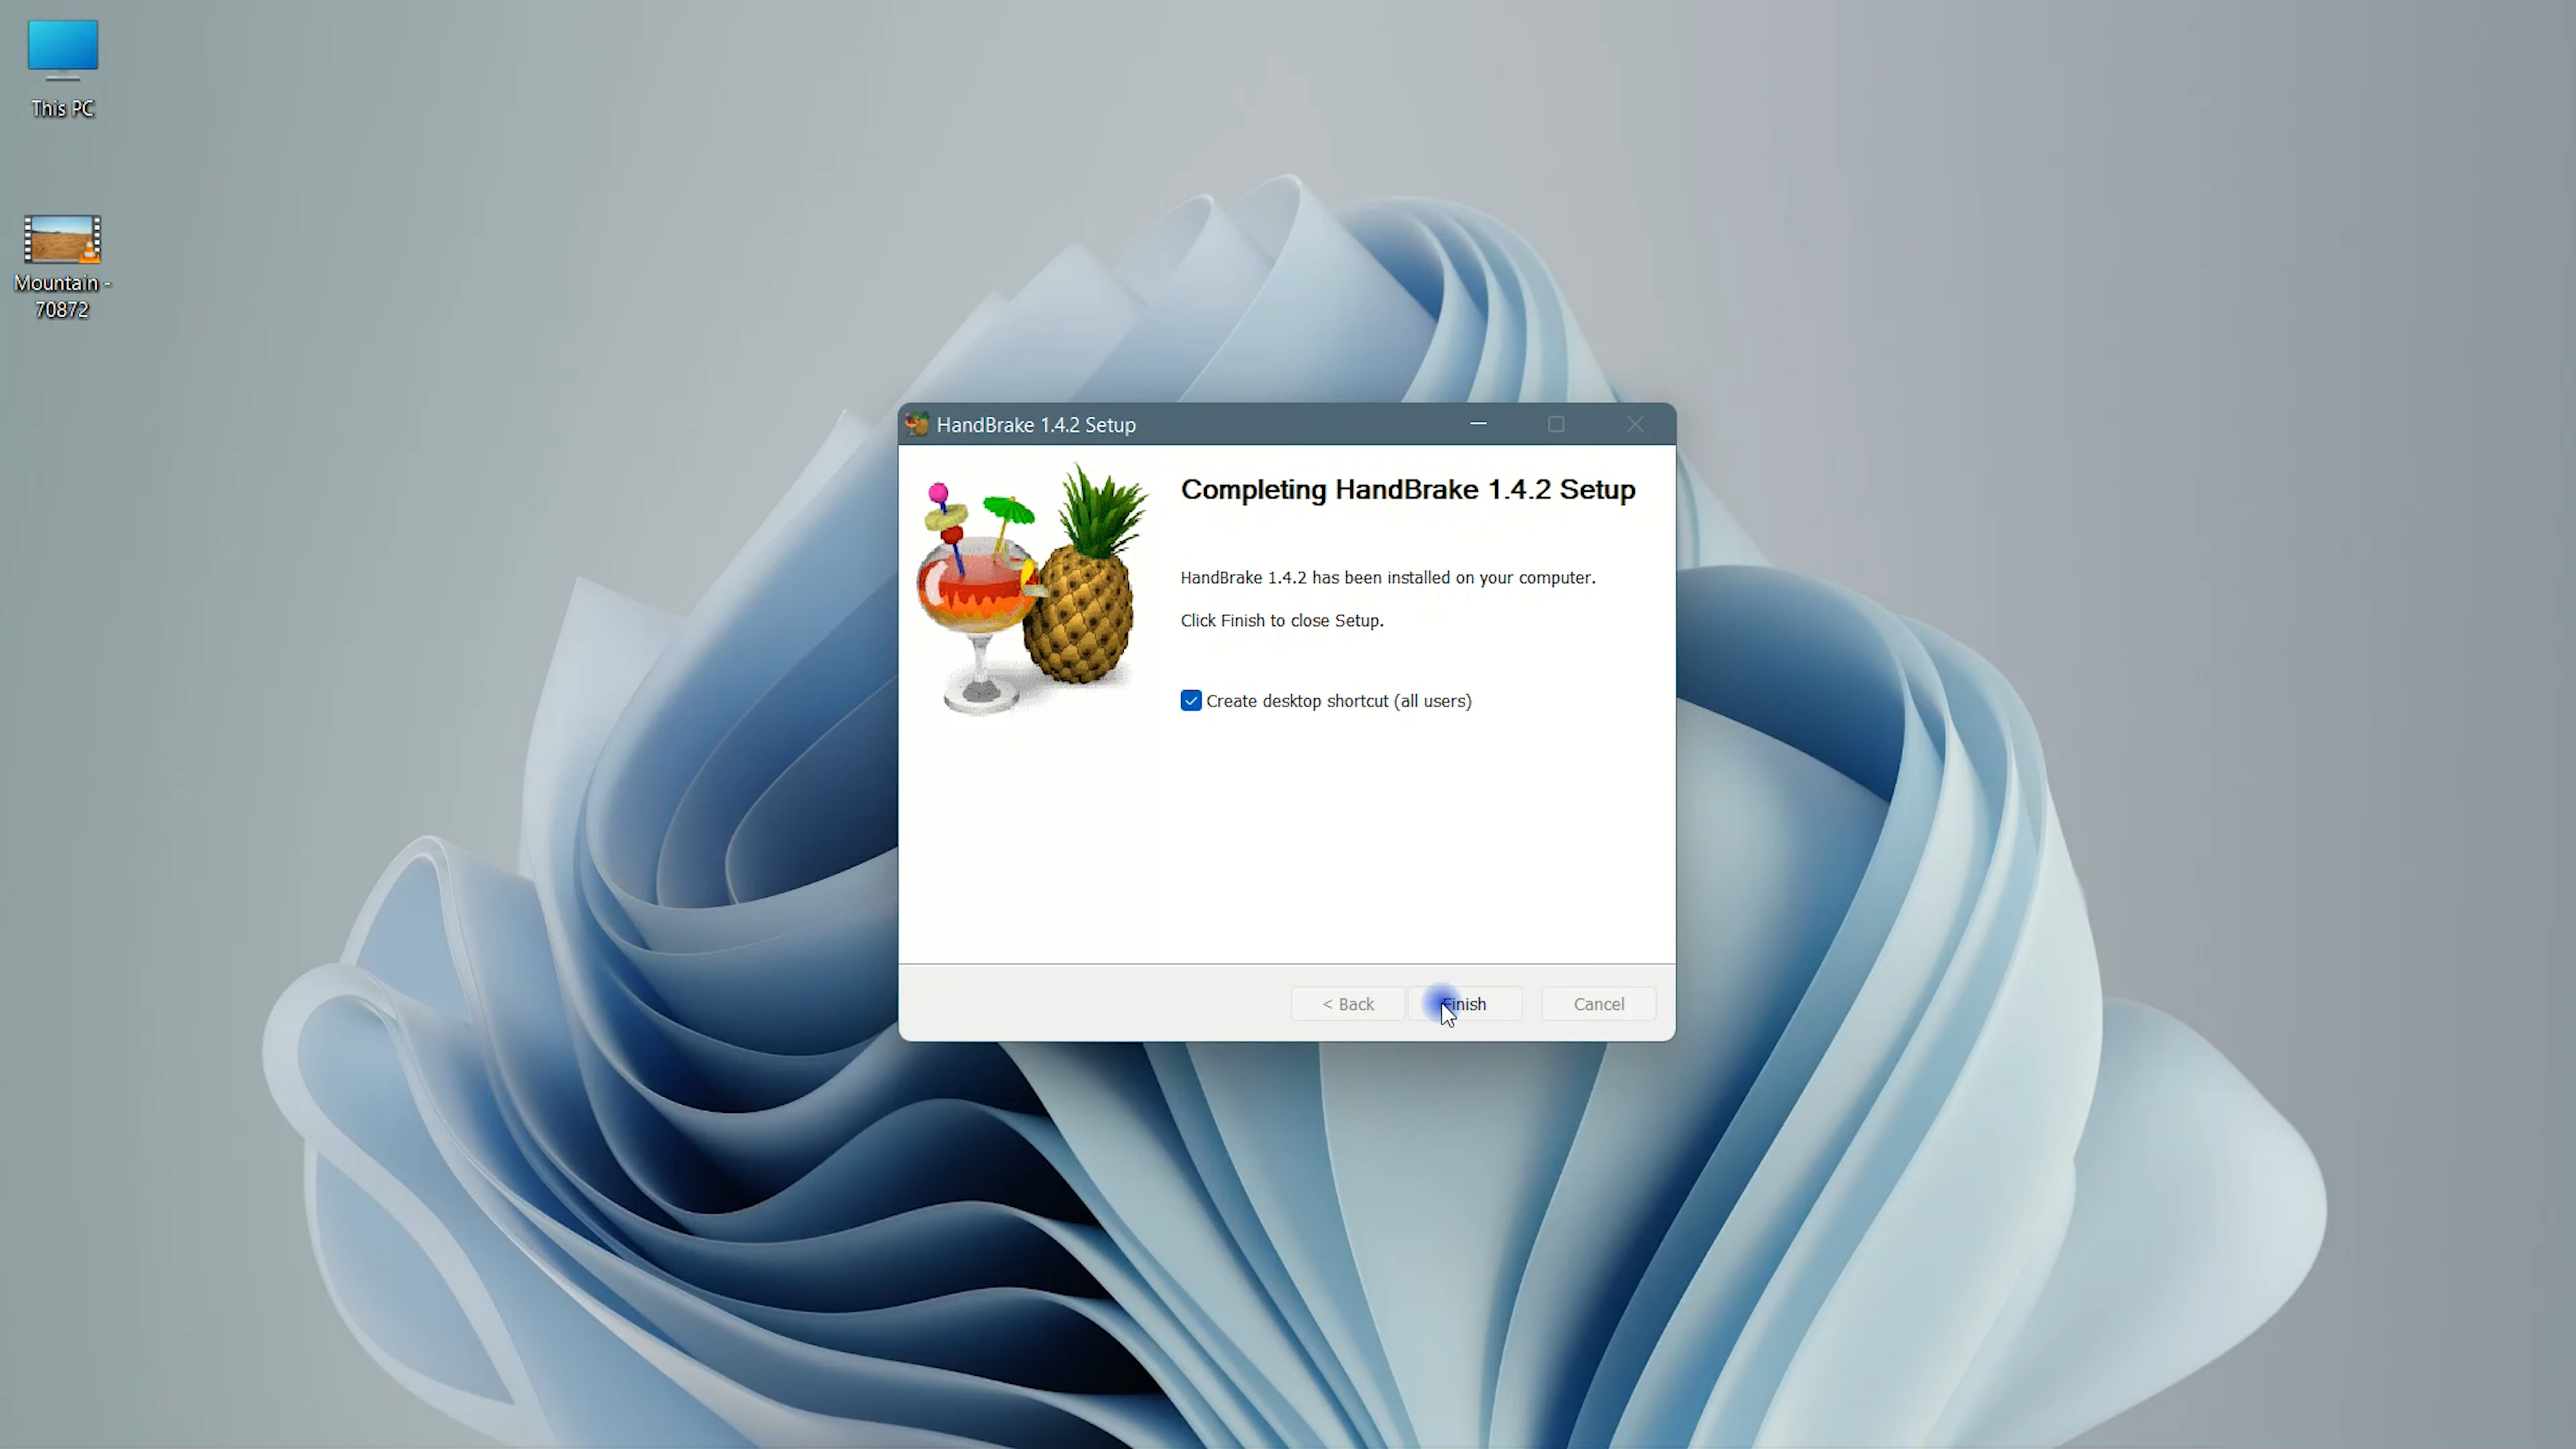 This PC
Mountain -
70872
HandBrake 1.4.2 Setup
Completing HandBrake 1.4.2 Setup
HandBrake 1.4.2 has been installed on your computer.
Click Finish to close Setup.
Create desktop shortcut (all users)
< Back
Finish
Cancel